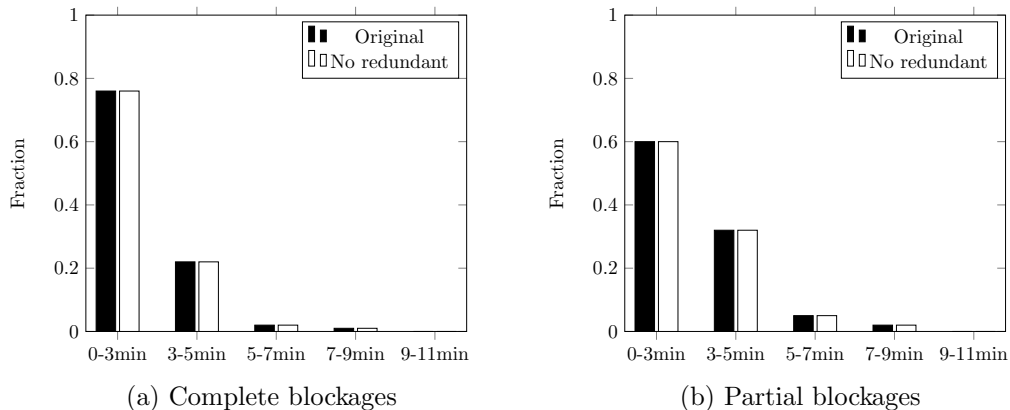 1
0.8
0.6
0.4
0.2
0
Fraction
Original
No redundant
0-3min 3-5min 5-7min 7-9min 9-11min
(a) Complete blockages
1
0.8
0.6
0.4
0.2
0
Fraction
Original
No redundant
0-3min 3-5min 5-7min 7-9min 9-11min
(b) Partial blockages